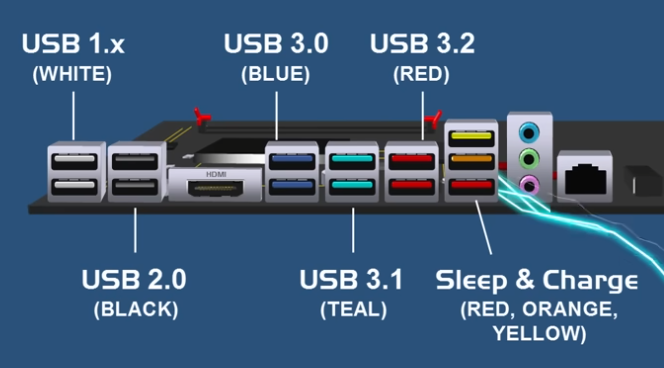 USB 1.x
(WHITE)
USB 3.0
(BLUE)
USB 3.2
(RED)
HDMI
USB 2.0
(BLACK)
USB 3.1
(TEAL)
Sleep & Charge
(RED, ORANGE,
YELLOW)